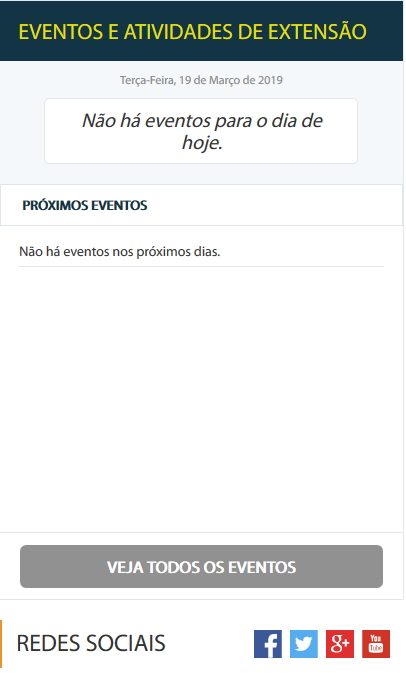 EVENTOS E ATIVIDADES DE EXTENSÃO
Terça-Feira, 19 de Março de 2019
Não há eventos para o dia de
hoje.
PRÓXIMOS EVENTOS
Não há eventos nos próximos dias.
VEJA TODOS OS EVENTOS
REDES SOCIAIS
f g+ You Tube